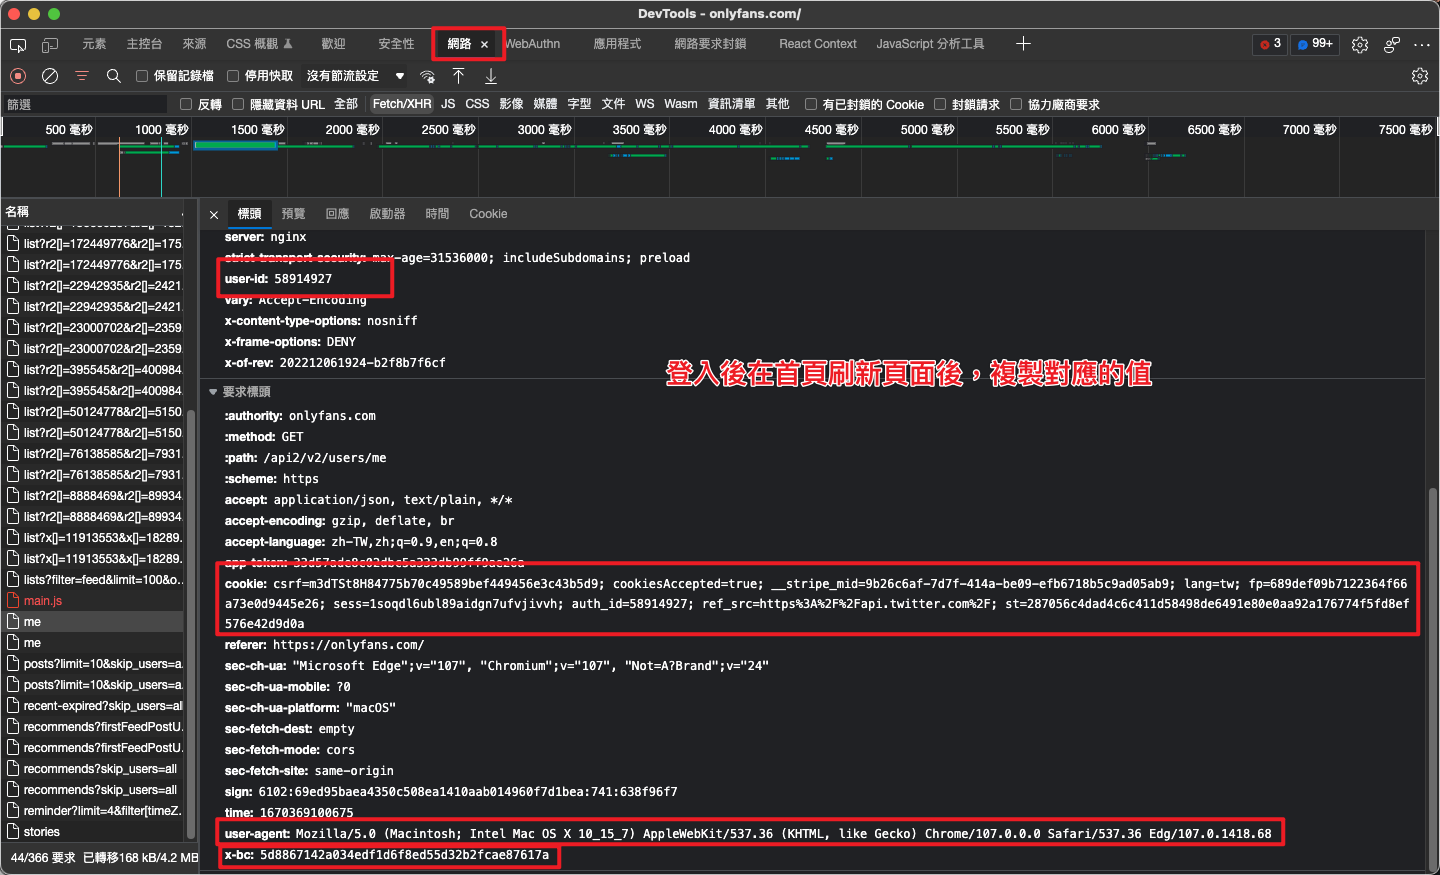 DevTools - onlyfans.com/
元素 主控台 來源 CSS 概觀 歡迎 安全性 網路 × WebAuthn 應用程式 網路要求封鎖 React Context JavaScript 分析工具 3 99+
保留記錄檔 停用快取 沒有節流設定
篩選 反轉 隱藏資料 URL 全部 Fetch/XHR JS CSS 影像 媒體 字型 文件 WS Wasm 資訊清單 其他 有已封鎖的 Cookie 封鎖請求 協力廠商要求
500 毫秒 1000 毫秒 1500 毫秒 2000 毫秒 2500 毫秒 3000 毫秒 3500 毫秒 4000 毫秒 4500 毫秒 5000 毫秒 5500 毫秒 6000 毫秒 6500 毫秒 7000 毫秒 7500 毫秒
名稱
list?r2[]=172449776&r2[]=175.
list?r2[]=172449776&r2[]=175.
list?r2[]=22942935&r2[]=2421.
list?r2[]=22942935&r2[]=2421.
list?r2[]=23000702&r2[]=2359.
list?r2[]=23000702&r2[]=2359.
list?r2[]=395545&r2[]=400984.
list?r2[]=395545&r2[]=400984.
list?r2[]=50124778&r2[]=5150.
list?r2[]=50124778&r2[]=5150.
list?r2[]=76138585&r2[]=7931.
list?r2[]=76138585&r2[]=7931.
list?r2[]=8888469&r2[]=89934.
list?r2[]=8888469&r2[]=89934.
list?x[]=11913553&x[]=18289.
list?x[]=11913553&x[]=18289.
lists?filter=feed&limit=100&o.
main.js
me
me
posts?limit=10&skip_users=a.
posts?limit=10&skip_users=a.
recent-expired?skip_users=all
recommends?firstFeedPostU.
recommends?firstFeedPostU.
recommends?skip_users=all
recommends?skip_users=all
reminder?limit=4&filter[timeZ.
stories
44/366 要求 已轉移168 kB/4.2 MB
× 標頭 預覽 回應 啟動器 時間 Cookie
server: nginx
strict-transport-security: max-age=31536000; includeSubdomains; preload
user-id: 58914927
vary: Accept-Encoding
x-content-type-options: nosniff
x-frame-options: DENY
x-of-rev: 202212061924-b2f8b7f6cf
登入後在首頁刷新頁面後，複製對應的值
要求標頭
:authority: onlyfans.com
:method: GET
:path: /api2/v2/users/me
:scheme: https
accept: application/json, text/plain, */*
accept-encoding: gzip, deflate, br
accept-language: zh-TW,zh;q=0.9,en;q=0.8
app-token: 33d57ade8c02dbc5a333db99ff9ae26a
cookie: csrf=m3dTSt8H84775b70c49589bef449456e3c43b5d9; cookiesAccepted=true; __stripe_mid=9b26c6af-7d7f-414a-be09-efb6718b5c9ad05ab9; lang=tw; fp=689def09b7122364f66
a73e0d9445e26; sess=1soqdl6ubl89aidgn7ufvjivvh; auth_id=58914927; ref_src=https%3A%2F%2Fapi.twitter.com%2F; st=287056c4dad4c6c411d58498de6491e80e0aa92a176774f5fd8ef
576e42d9d0a
referer: https://onlyfans.com/
sec-ch-ua: "Microsoft Edge";v="107", "Chromium";v="107", "Not=A?Brand";v="24"
sec-ch-ua-mobile: ?0
sec-ch-ua-platform: "macOS"
sec-fetch-dest: empty
sec-fetch-mode: cors
sec-fetch-site: same-origin
sign: 6102:69ed95baea4350c508ea1410aab014960f7d1bea:741:638f96f7
time: 1670369100675
user-agent: Mozilla/5.0 (Macintosh; Intel Mac OS X 10_15_7) AppleWebKit/537.36 (KHTML, like Gecko) Chrome/107.0.0.0 Safari/537.36 Edg/107.0.1418.68
x-bc: 5d8867142a034edf1d6f8ed55d32b2fcae87617a